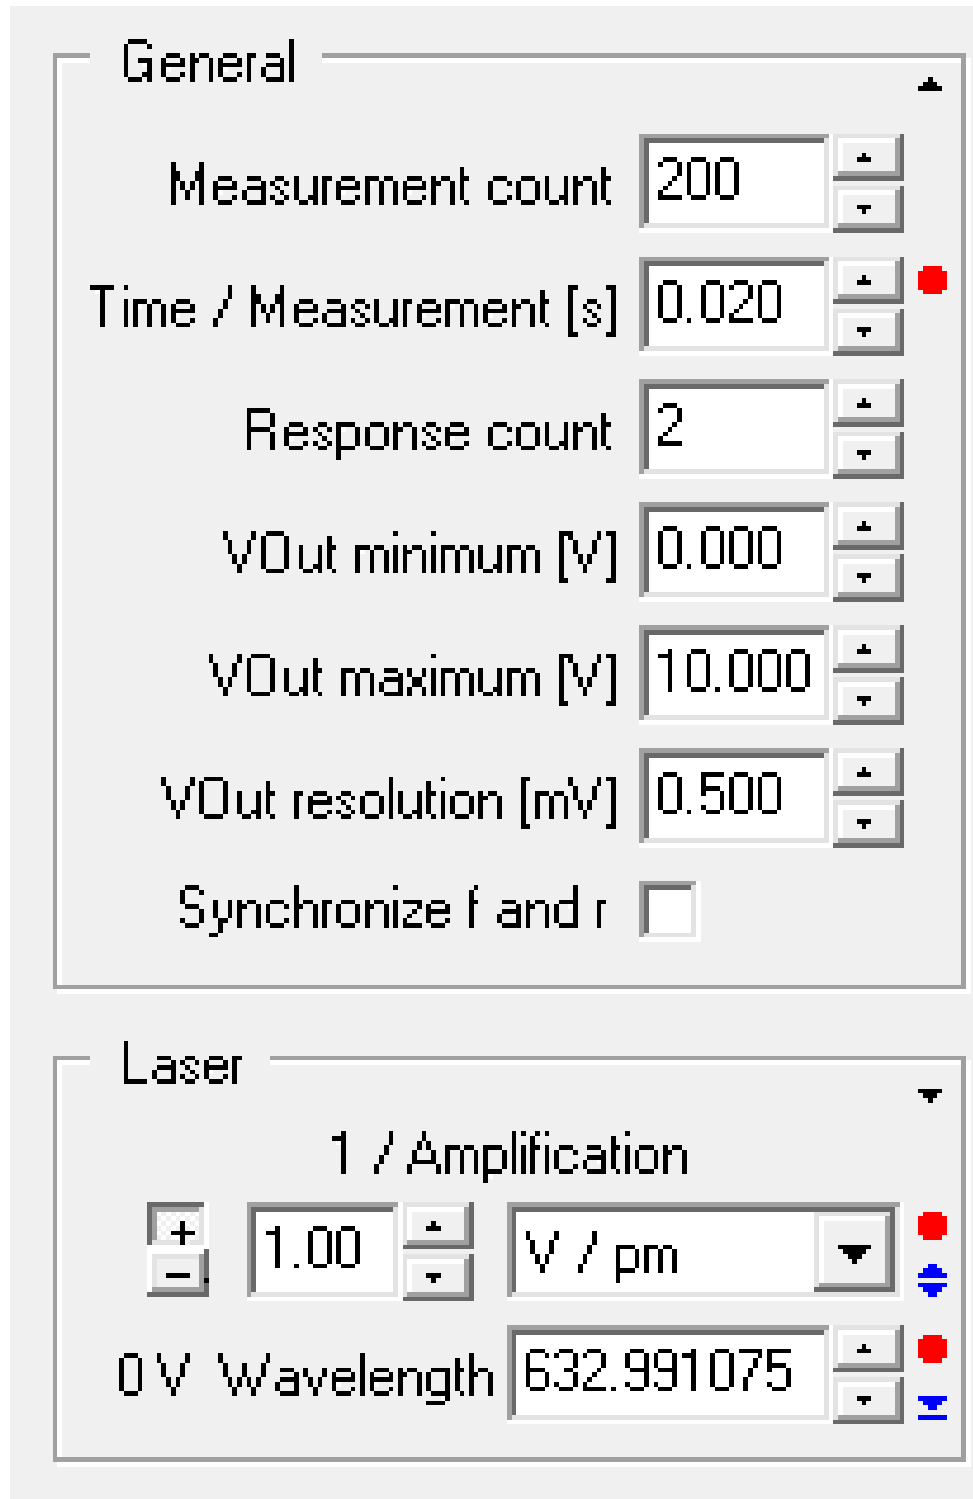 General
Measurement count 200
Time / Measurement [s] 0.020
Response count 2
VOut minimum [V] 0.000
VOut maximum [V] 10.000
VOut resolution [mV] 0.500
Synchronize f and r
Laser
1 / Amplification
+
− 1.00 V / pm
0 V Wavelength 632.991075